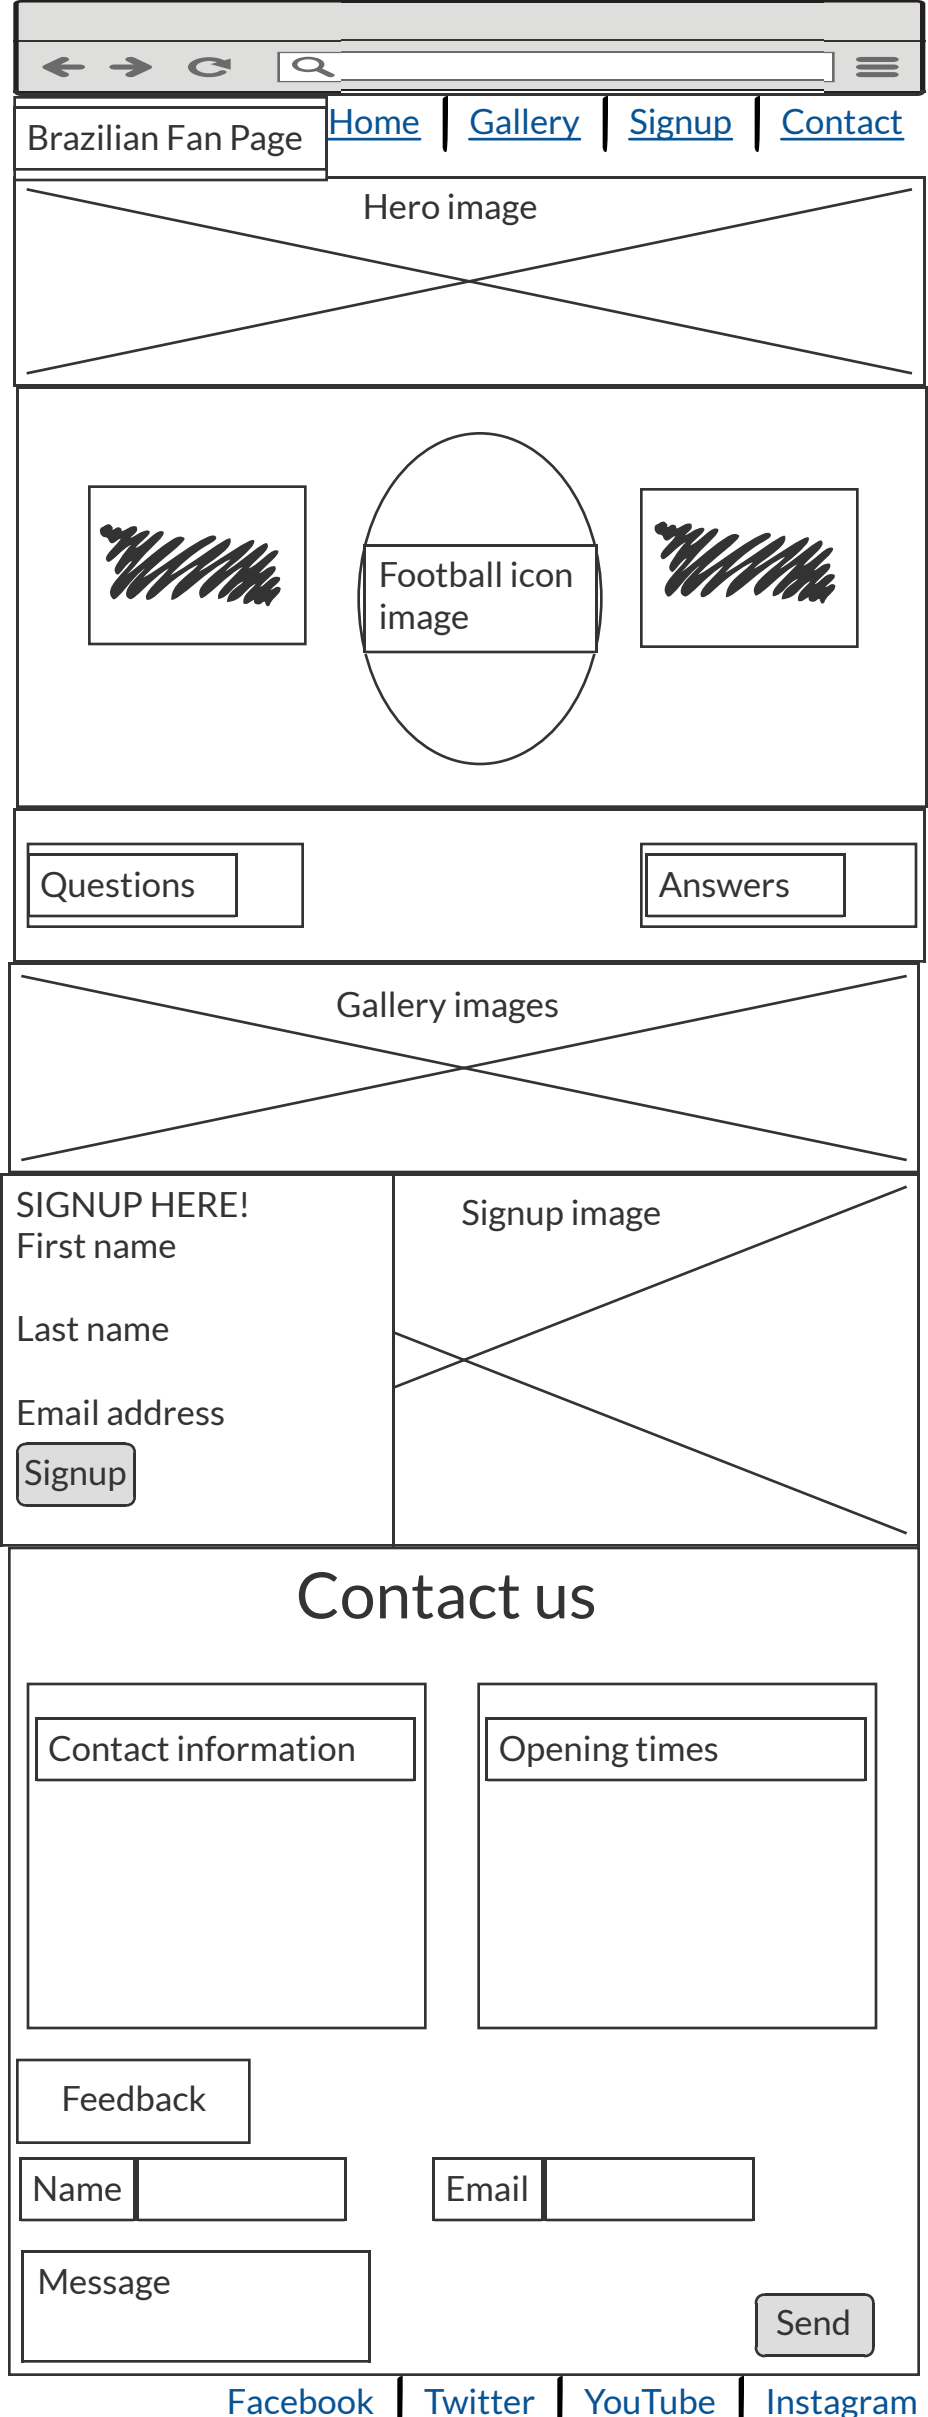 Brazilian Fan Page
Home Gallery Signup Contact
Hero image
Football icon
image
Questions
Answers
Gallery images
SIGNUP HERE!
First name
Last name
Email address
Signup
Signup image
Contact us
Contact information
Opening times
Feedback
Name
Email
Message
Send
Facebook Twitter YouTube Instagram